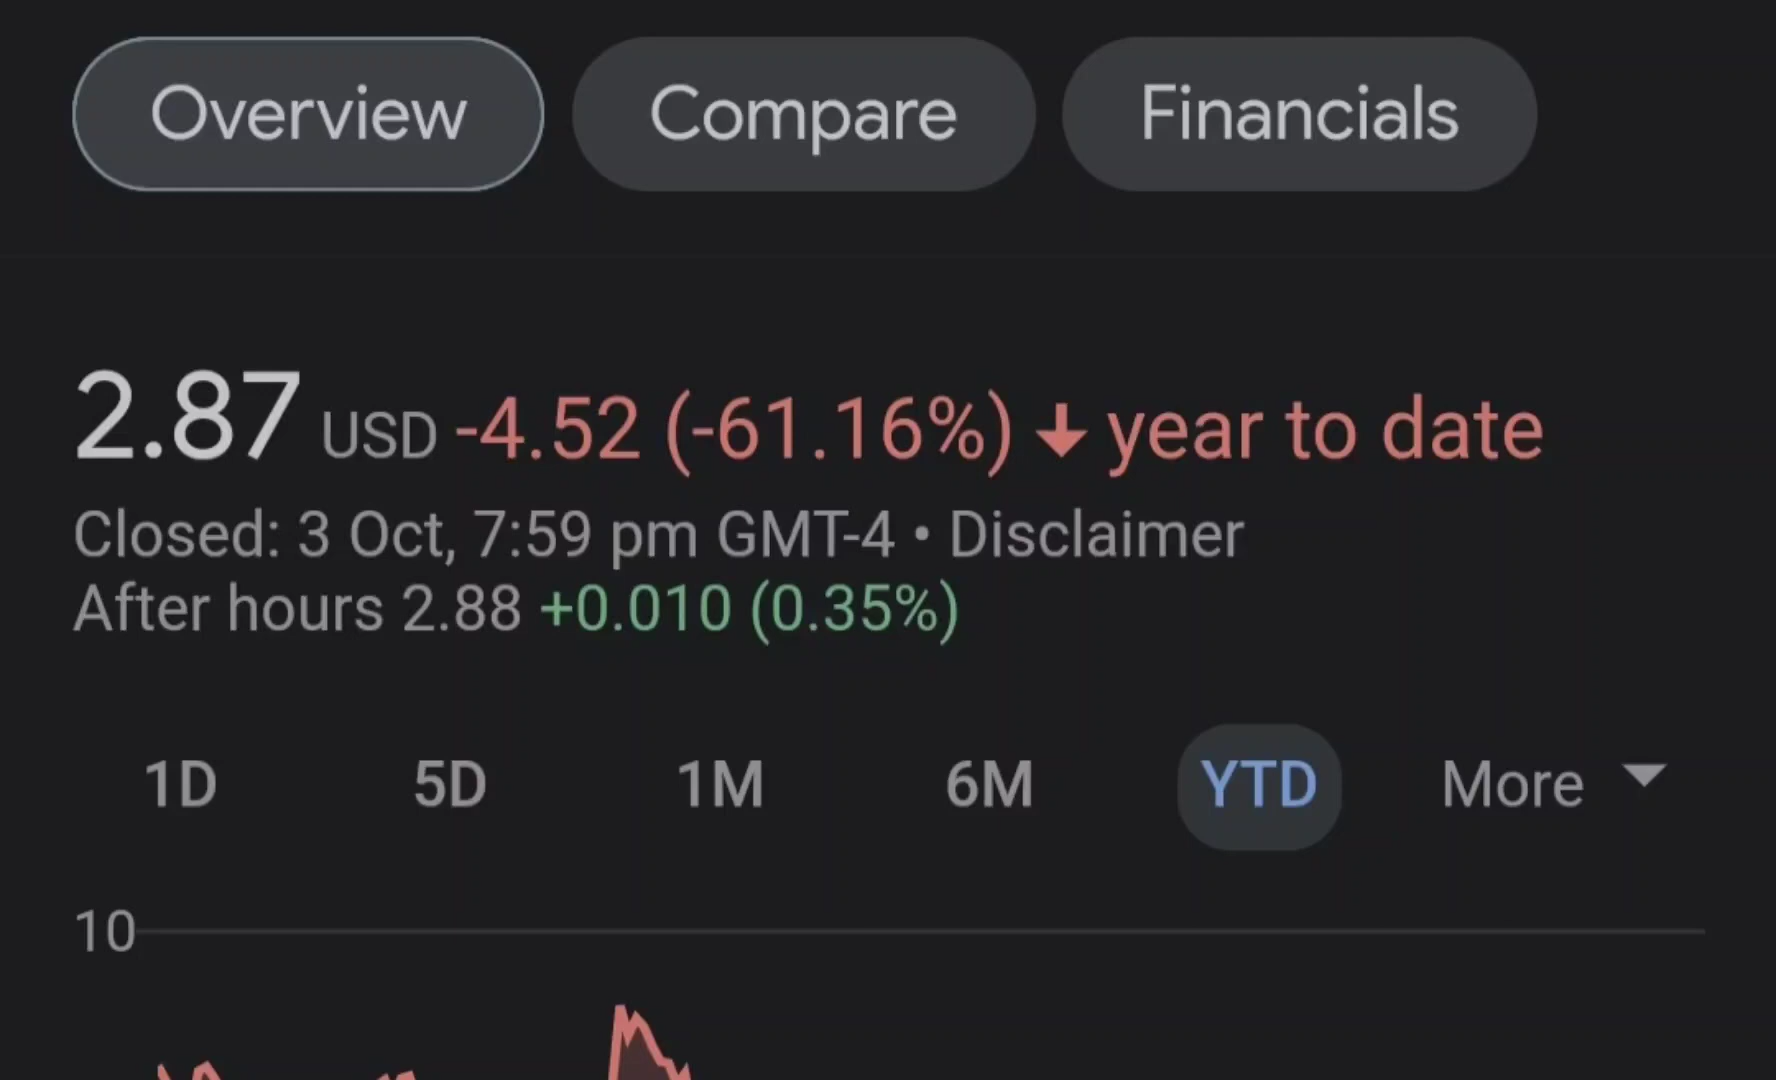 Overview Compare Financials
2.87 USD -4.52 (-61.16%) ↓ year to date
Closed: 3 Oct, 7:59 pm GMT-4 • Disclaimer
After hours 2.88 +0.010 (0.35%)
1D 5D 1M 6M YTD More
10